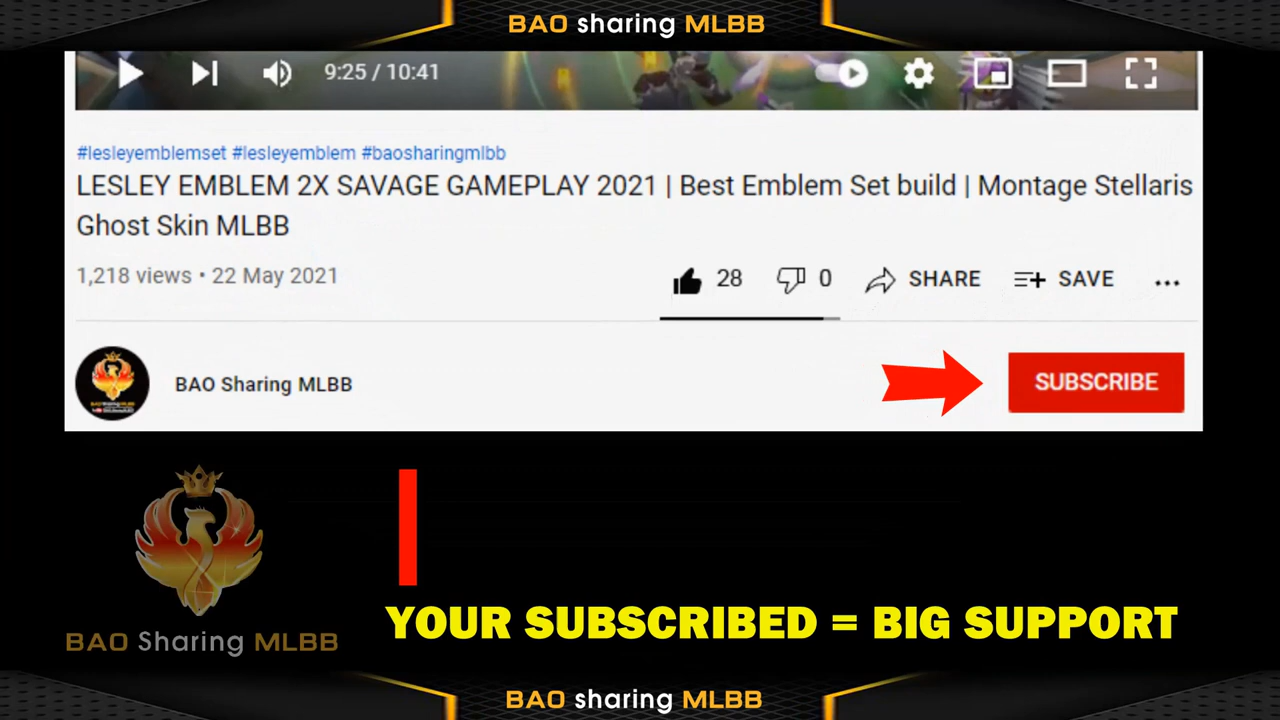 BAO sharing MLBB
9:25 / 10:41
#lesleyemblemset #lesleyemblem #baosharingmlbb
LESLEY EMBLEM 2X SAVAGE GAMEPLAY 2021 | Best Emblem Set build | Montage Stellaris
Ghost Skin MLBB
1,218 views • 22 May 2021
28 0 SHARE SAVE
BAO Sharing MLBB
SUBSCRIBE
BAO Sharing MLBB
YOUR SUBSCRIBED = BIG SUPPORT
BAO sharing MLBB